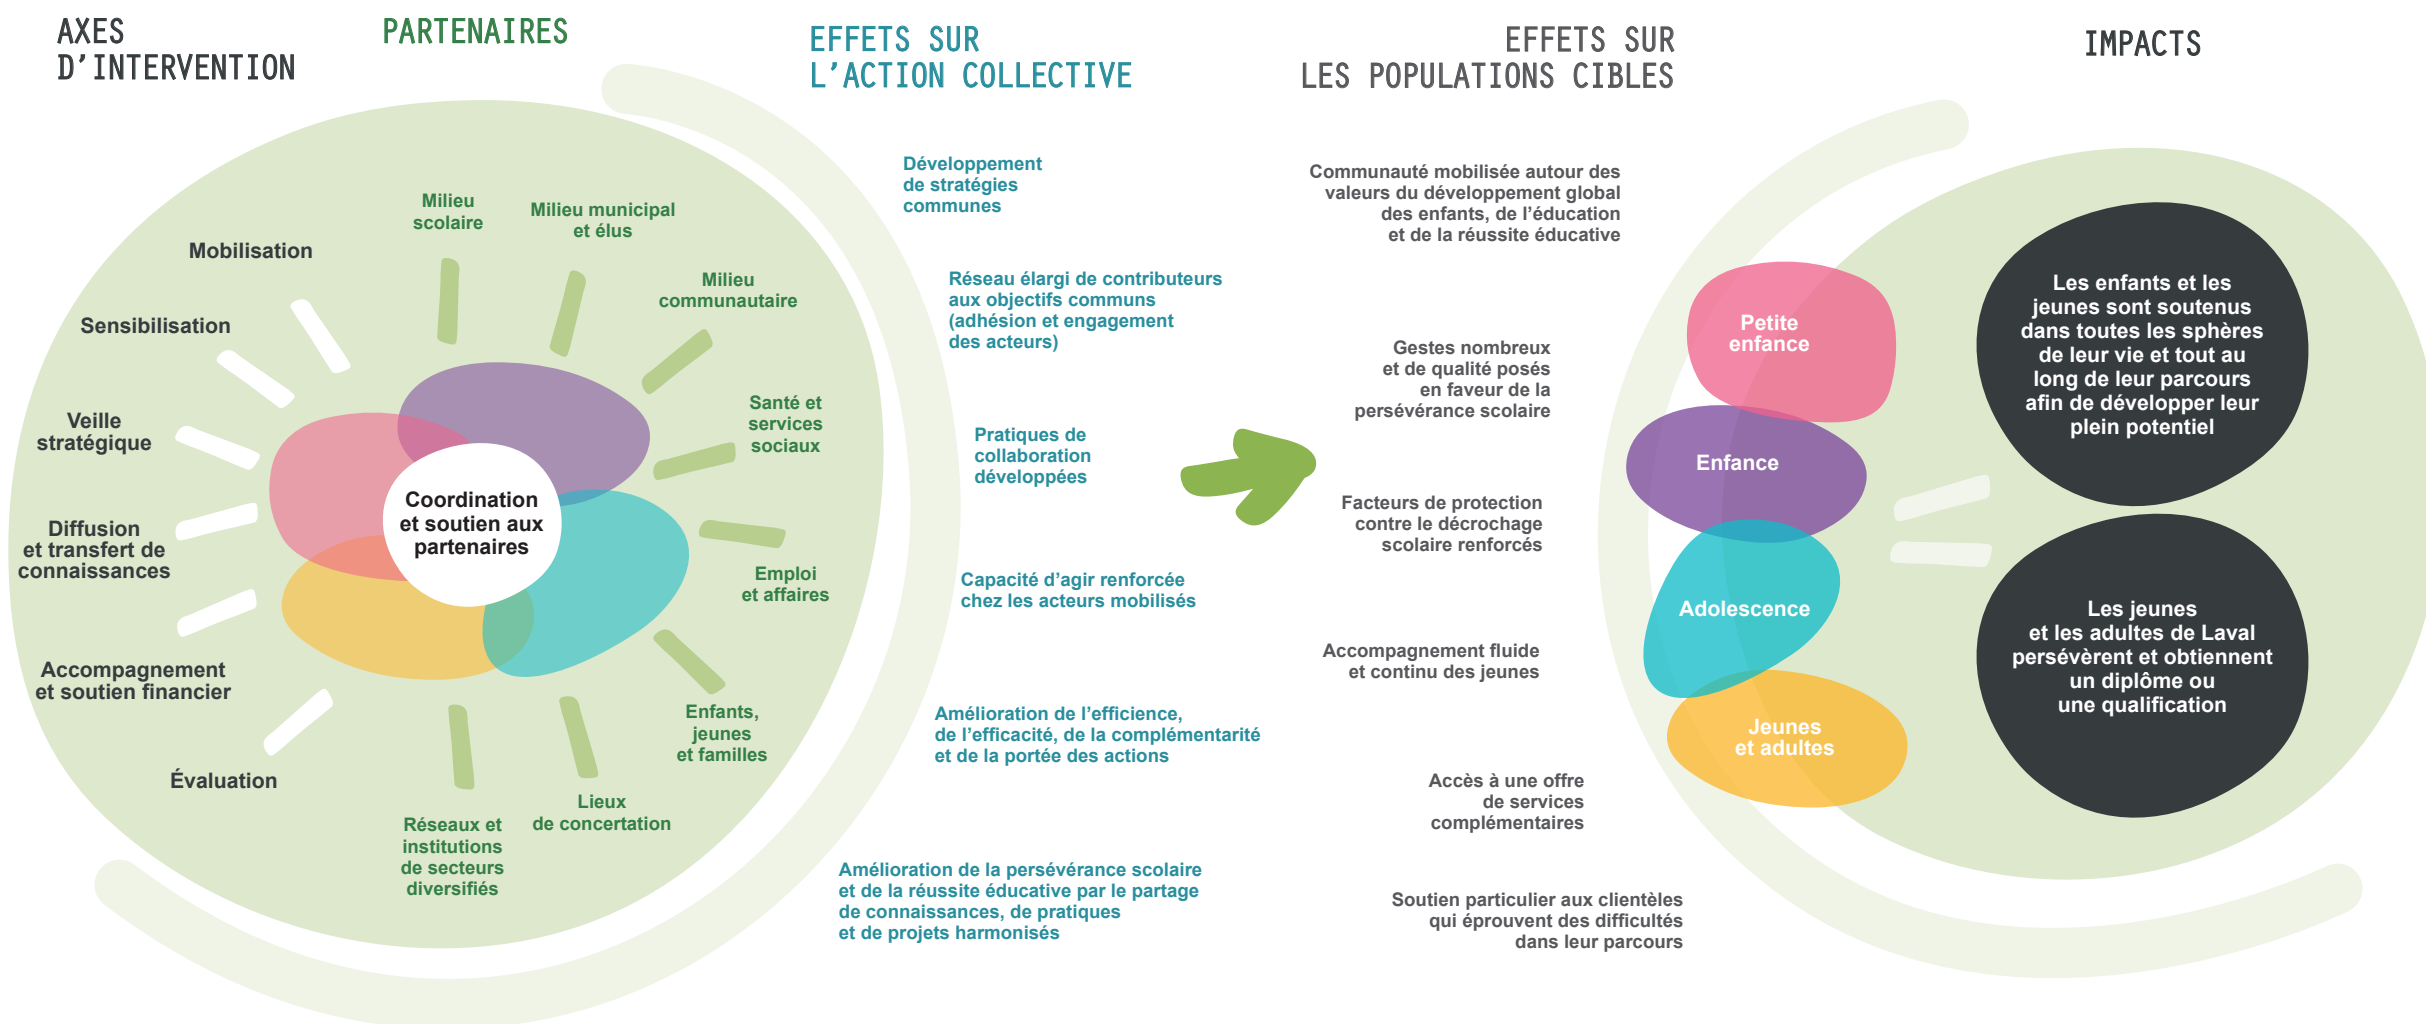 AXES
D'INTERVENTION
PARTENAIRES
EFFETS SUR
L'ACTION COLLECTIVE
EFFETS SUR
LES POPULATIONS CIBLES
IMPACTS
Mobilisation
Sensibilisation
Veille
stratégique
Diffusion
et transfert de
connaissances
Accompagnement
et soutien financier
Évaluation
Coordination
et soutien aux
partenaires
Milieu
scolaire
Milieu municipal
et élus
Milieu
communautaire
Santé et
services
sociaux
Emploi
et affaires
Enfants,
jeunes
et familles
Lieux
de concertation
Réseaux et
institutions
de secteurs
diversifiés
Développement
de stratégies
communes
Réseau élargi de contributeurs
aux objectifs communs
(adhésion et engagement
des acteurs)
Pratiques de
collaboration
développées
Capacité d'agir renforcée
chez les acteurs mobilisés
Amélioration de l'efficience,
de l'efficacité, de la complémentarité
et de la portée des actions
Amélioration de la persévérance scolaire
et de la réussite éducative par le partage
de connaissances, de pratiques
et de projets harmonisés
Communauté mobilisée autour des
valeurs du développement global
des enfants, de l'éducation
et de la réussite éducative
Gestes nombreux
et de qualité posés
en faveur de la
persévérance scolaire
Facteurs de protection
contre le décrochage
scolaire renforcés
Accompagnement fluide
et continu des jeunes
Accès à une offre
de services
complémentaires
Soutien particulier aux clientèles
qui éprouvent des difficultés
dans leur parcours
Petite
enfance
Enfance
Adolescence
Jeunes
et adultes
Les enfants et les
jeunes sont soutenus
dans toutes les sphères
de leur vie et tout au
long de leur parcours
afin de développer leur
plein potentiel
Les jeunes
et les adultes de Laval
persévèrent et obtiennent
un diplôme ou
une qualification